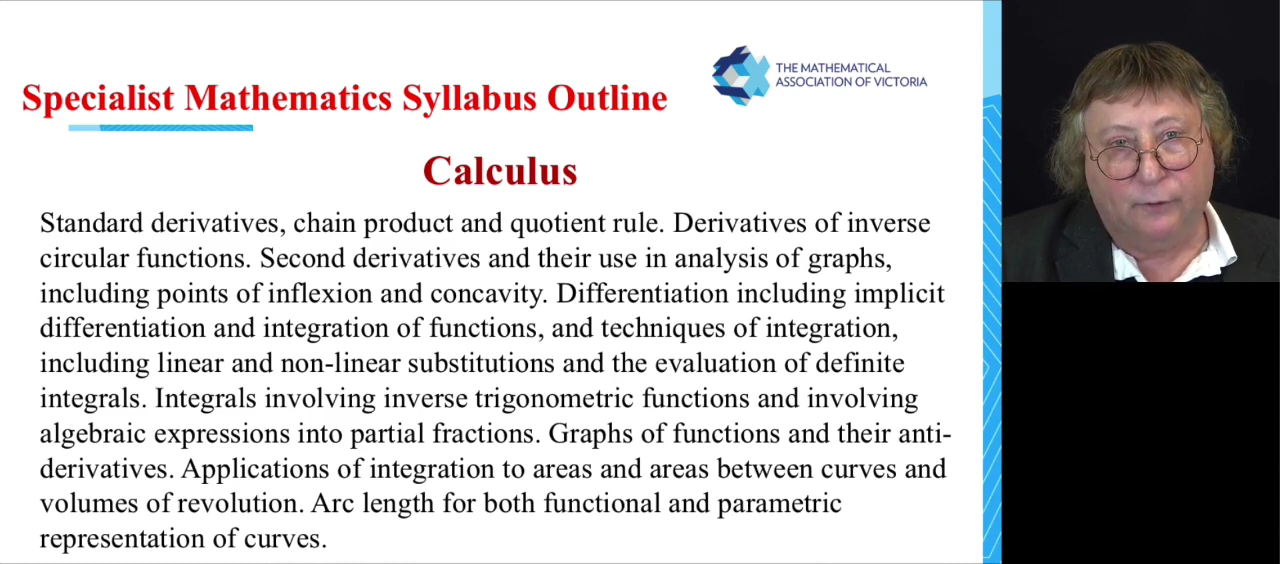 THE MATHEMATICAL
ASSOCIATION OF VICTORIA
Specialist Mathematics Syllabus Outline
Calculus
Standard derivatives, chain product and quotient rule. Derivatives of inverse
circular functions. Second derivatives and their use in analysis of graphs,
including points of inflexion and concavity. Differentiation including implicit
differentiation and integration of functions, and techniques of integration,
including linear and non-linear substitutions and the evaluation of definite
integrals. Integrals involving inverse trigonometric functions and involving
algebraic expressions into partial fractions. Graphs of functions and their anti-
derivatives. Applications of integration to areas and areas between curves and
volumes of revolution. Arc length for both functional and parametric
representation of curves.